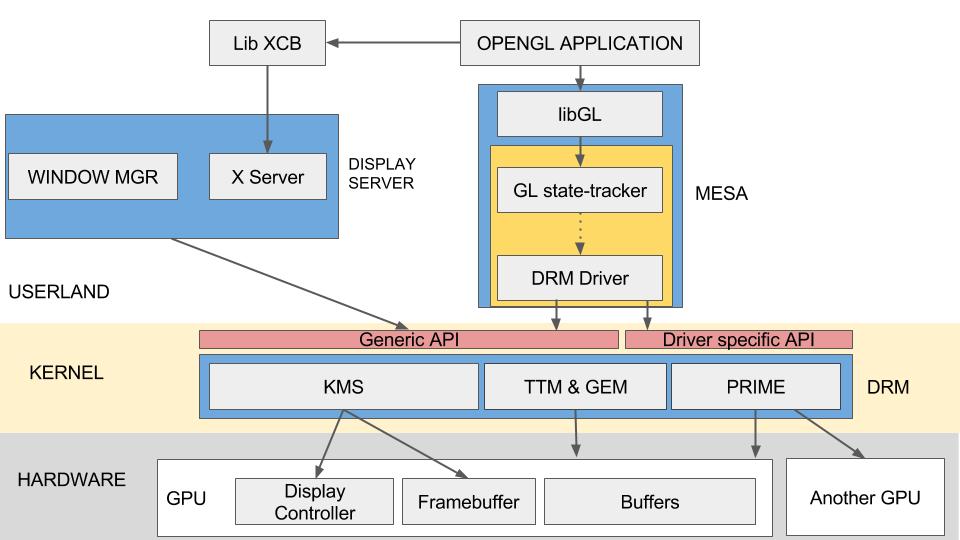 Lib XCB
OPENGL APPLICATION
libGL
WINDOW MGR
X Server
DISPLAY
SERVER
GL state-tracker
MESA
DRM Driver
USERLAND
Generic API
Driver specific API
KERNEL
KMS
TTM & GEM
PRIME
DRM
HARDWARE
GPU
Display
Controller
Framebuffer
Buffers
Another GPU